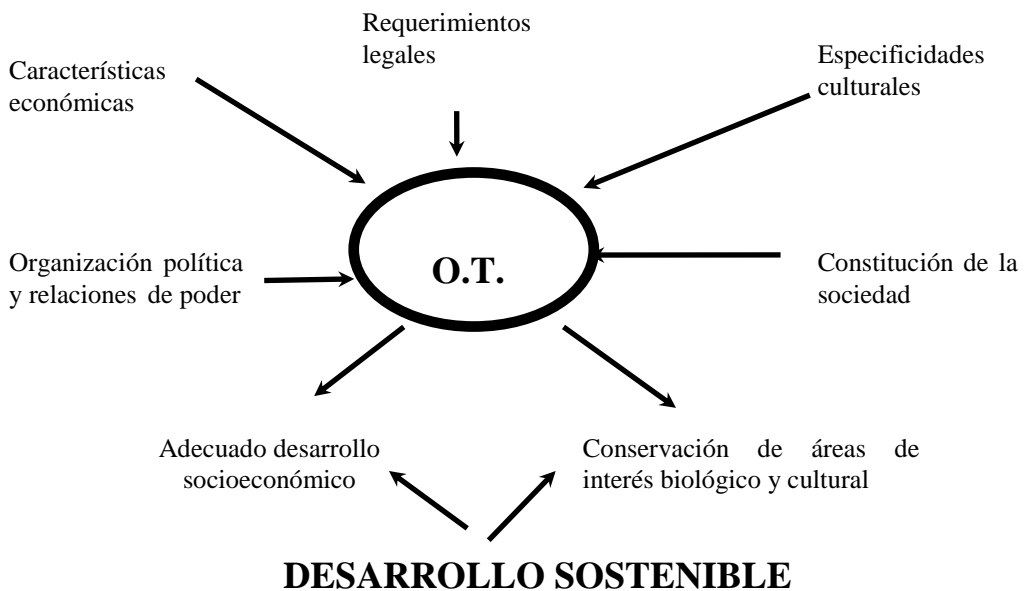 Requerimientos
legales
Características
económicas
Especificidades
culturales
O.T.
Organización política
y relaciones de poder
Constitución de la
sociedad
Adecuado desarrollo
socioeconómico
Conservación de áreas de
interés biológico y cultural
DESARROLLO SOSTENIBLE